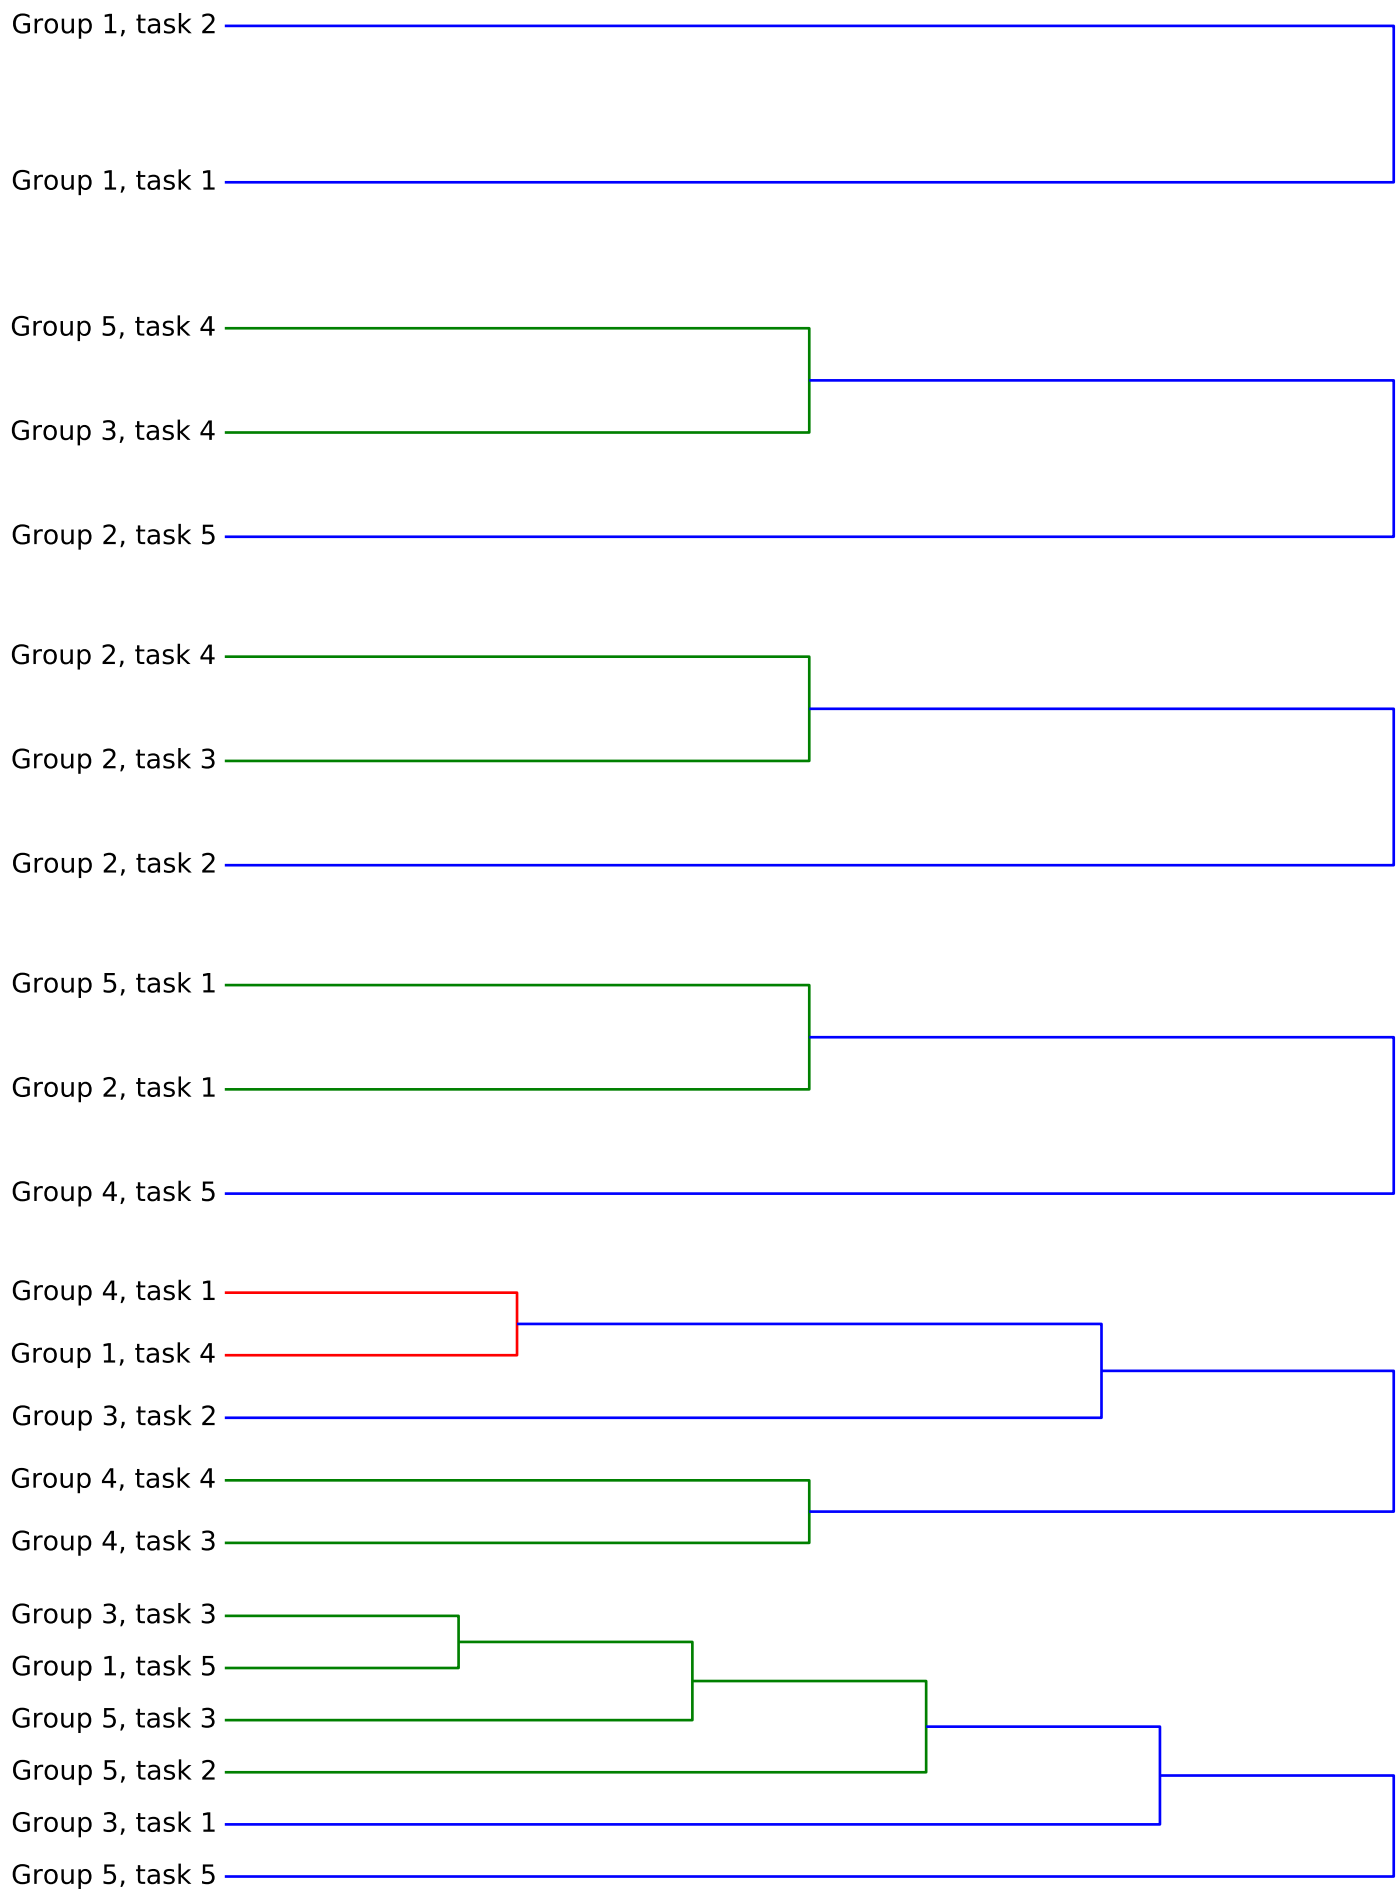 Group 1, task 2
Group 1, task 1
Group 5, task 4
Group 3, task 4
Group 2, task 5
Group 2, task 4
Group 2, task 3
Group 2, task 2
Group 5, task 1
Group 2, task 1
Group 4, task 5
Group 4, task 1
Group 1, task 4
Group 3, task 2
Group 4, task 4
Group 4, task 3
Group 3, task 3
Group 1, task 5
Group 5, task 3
Group 5, task 2
Group 3, task 1
Group 5, task 5